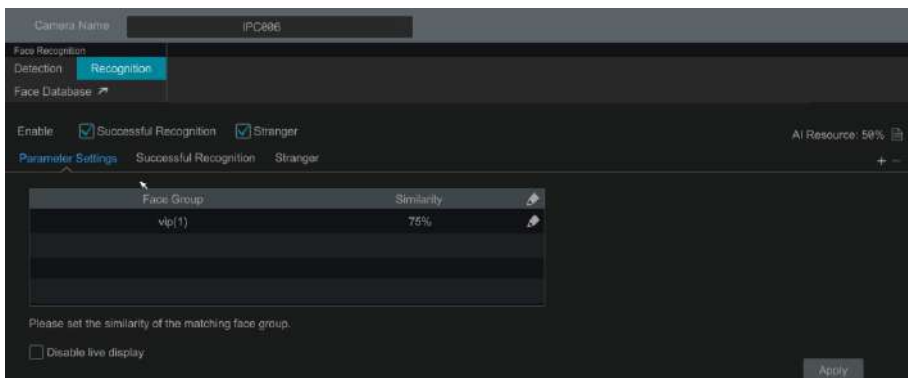 Camera Name IPC006
Face Recognition
Detection Recognition
Face Database
Enable Successful Recognition Stranger AI Resource: 50%
Parameter Settings Successful Recognition Stranger + −
Face Group Similarity
vip(1) 75%
Please set the similarity of the matching face group.
Disable live display
Apply